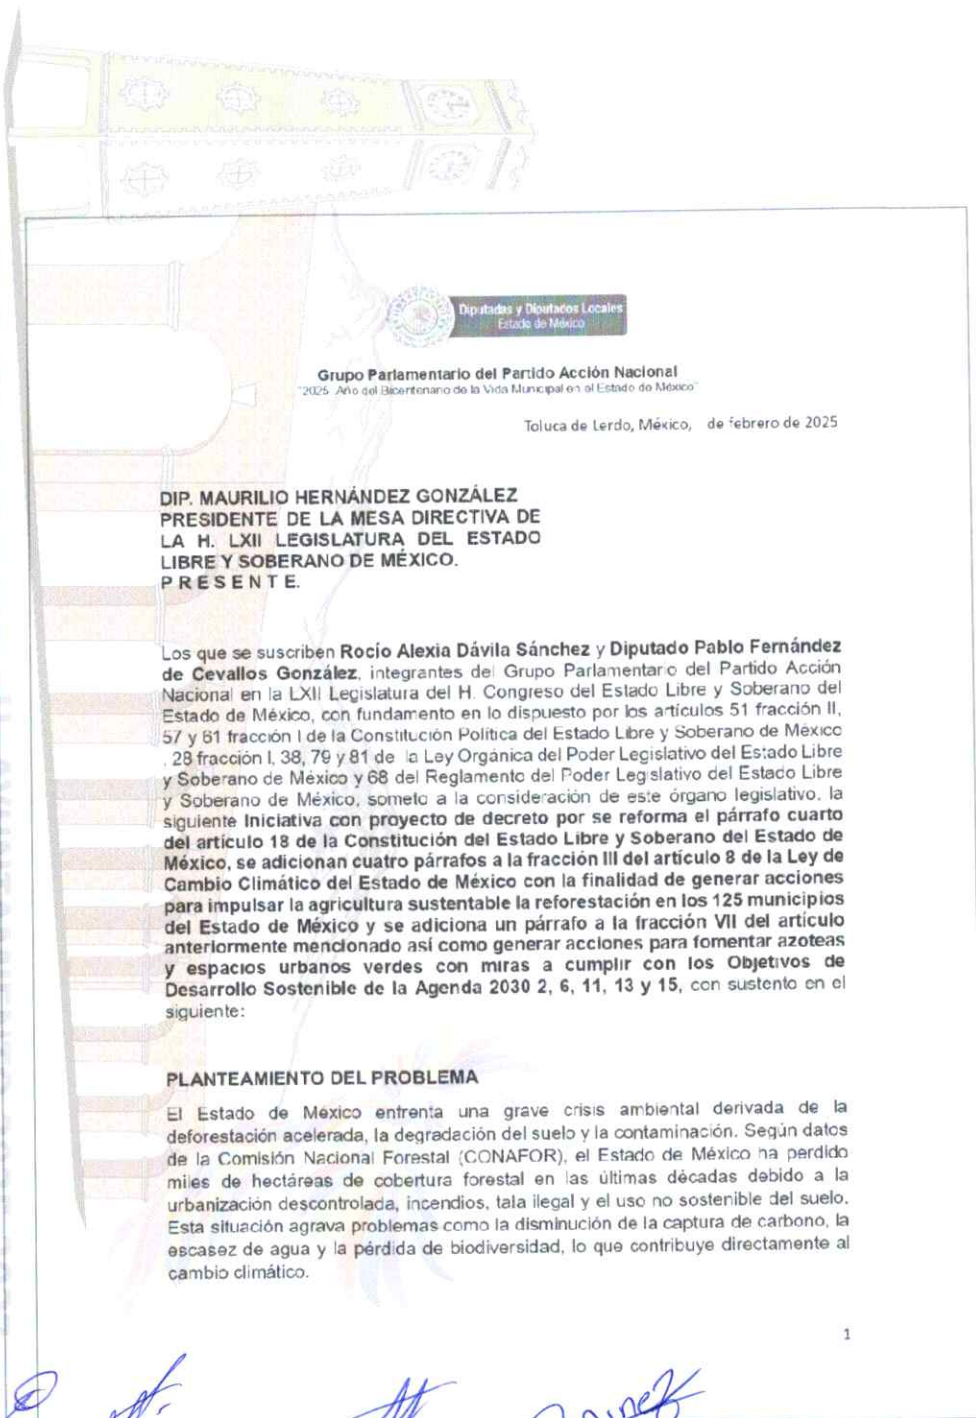 Diputadas y Diputados Locales
Estado de México
Grupo Parlamentario del Partido Acción Nacional
"2025. Año del Bicentenario de la Vida Municipal en el Estado de México"
Toluca de Lerdo, México, de febrero de 2025
DIP. MAURILIO HERNÁNDEZ GONZÁLEZ
PRESIDENTE DE LA MESA DIRECTIVA DE
LA H. LXII LEGISLATURA DEL ESTADO
LIBRE Y SOBERANO DE MÉXICO.
P R E S E N T E.
Los que se suscriben Rocío Alexia Dávila Sánchez y Diputado Pablo Fernández
de Cevallos González, integrantes del Grupo Parlamentario del Partido Acción
Nacional en la LXII Legislatura del H. Congreso del Estado Libre y Soberano del
Estado de México, con fundamento en lo dispuesto por los artículos 51 fracción II,
57 y 61 fracción I de la Constitución Política del Estado Libre y Soberano de México
, 28 fracción I, 38, 79 y 81 de la Ley Orgánica del Poder Legislativo del Estado Libre
y Soberano de México y 68 del Reglamento del Poder Legislativo del Estado Libre
y Soberano de México, someto a la consideración de este órgano legislativo, la
siguiente Iniciativa con proyecto de decreto por se reforma el párrafo cuarto
del artículo 18 de la Constitución del Estado Libre y Soberano del Estado de
México, se adicionan cuatro párrafos a la fracción III del artículo 8 de la Ley de
Cambio Climático del Estado de México con la finalidad de generar acciones
para impulsar la agricultura sustentable la reforestación en los 125 municipios
del Estado de México y se adiciona un párrafo a la fracción VII del artículo
anteriormente mencionado así como generar acciones para fomentar azoteas
y espacios urbanos verdes con miras a cumplir con los Objetivos de
Desarrollo Sostenible de la Agenda 2030 2, 6, 11, 13 y 15, con sustento en el
siguiente:
PLANTEAMIENTO DEL PROBLEMA
El Estado de México enfrenta una grave crisis ambiental derivada de la
deforestación acelerada, la degradación del suelo y la contaminación. Según datos
de la Comisión Nacional Forestal (CONAFOR), el Estado de México ha perdido
miles de hectáreas de cobertura forestal en las últimas décadas debido a la
urbanización descontrolada, incendios, tala ilegal y el uso no sostenible del suelo.
Esta situación agrava problemas como la disminución de la captura de carbono, la
escasez de agua y la pérdida de biodiversidad, lo que contribuye directamente al
cambio climático.
1